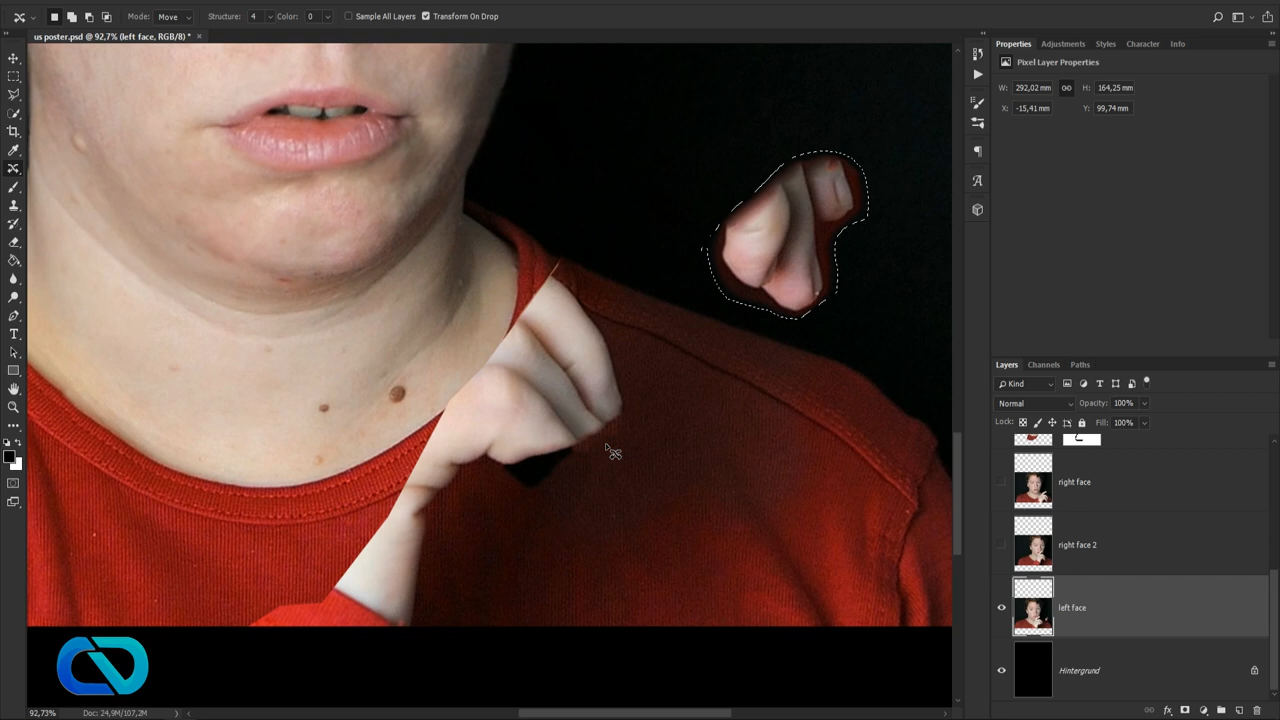 Mode: Move Structure: 4 Color: 0 Sample All Layers Transform On Drop
us poster.psd @ 92,7% (left face, RGB/8) * ×
Properties Adjustments Styles Character Info
Pixel Layer Properties
W: 292,02 mm H: 164,25 mm
X: -15,41 mm Y: 99,74 mm
Layers Channels Paths
Kind
Normal Opacity: 100%
Lock: Fill: 100%
right face
right face 2
left face
Hintergrund
92,73% Doc: 24,9M/107,2M